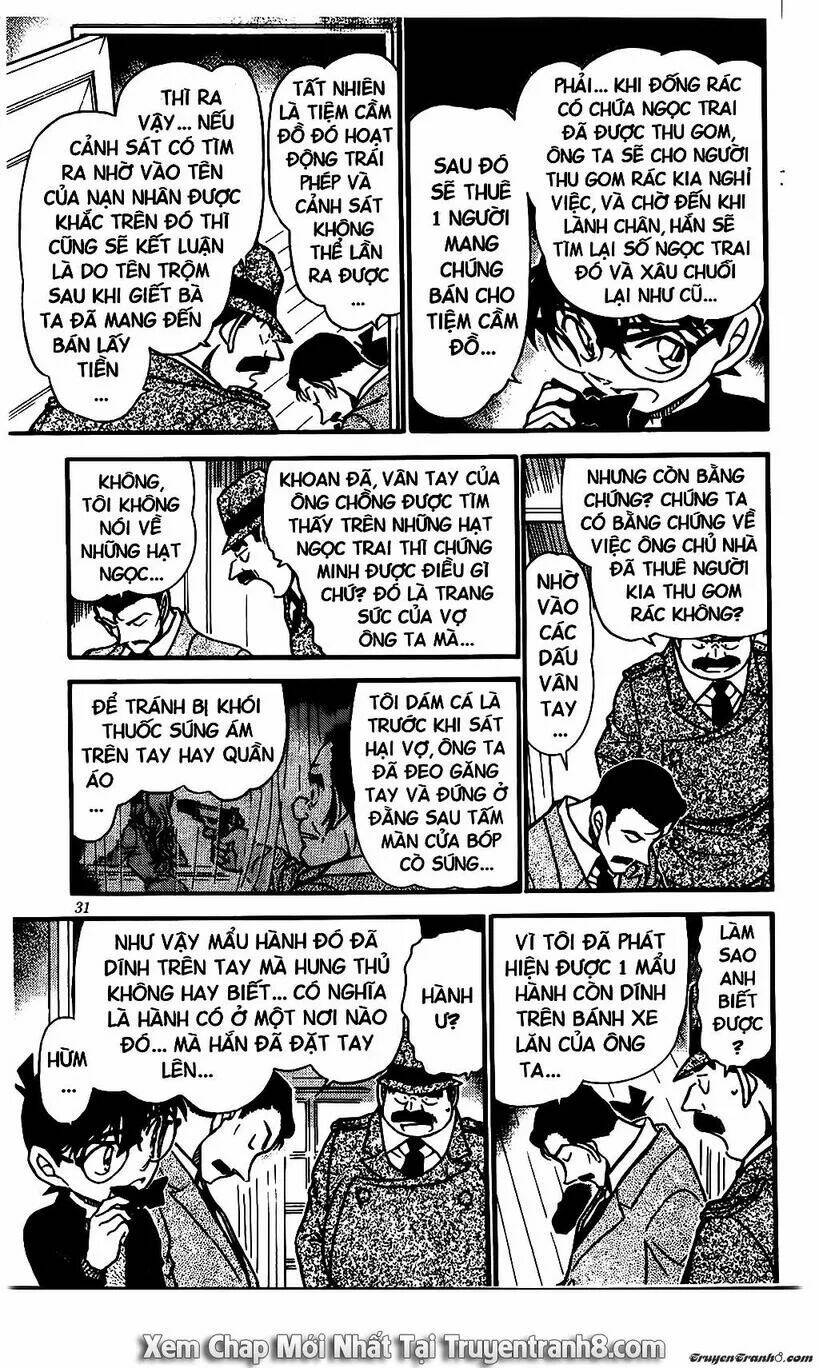 PHẢI... KHI ĐỐNG RÁC
CÓ CHỨA NGỌC TRAI
ĐÃ ĐƯỢC THU GOM,
ÔNG TA SẼ CHO NGƯỜI
THU GOM RÁC KIA NGHỈ
VIỆC, VÀ CHỜ ĐẾN KHI
LÀNH CHÂN, HẮN SẼ
TÌM LẠI SỐ NGỌC TRAI
ĐÓ VÀ XÂU CHUỖI
LẠI NHƯ CŨ...
SAU ĐÓ
SẼ THUÊ
1 NGƯỜI
MANG
CHÚNG
BÁN CHO
TIỆM CẦM
ĐỒ...
TẤT NHIÊN
LÀ TIỆM CẦM
ĐỒ ĐÓ HOẠT
ĐỘNG TRÁI
PHÉP VÀ
CẢNH SÁT
KHÔNG
THỂ LẦN
RA ĐƯỢC
...
THÌ RA
VẬY... NẾU
CẢNH SÁT CÓ TÌM
RA NHỜ VÀO TÊN
CỦA NẠN NHÂN ĐƯỢC
KHẮC TRÊN ĐÓ THÌ
CŨNG SẼ KẾT LUẬN
LÀ DO TÊN TRỘM
SAU KHI GIẾT BÀ
TA ĐÃ MANG ĐẾN
BÁN LẤY
TIỀN
...
NHƯNG CÒN BẰNG
CHỨNG? CHÚNG TA
CÓ BẰNG CHỨNG VỀ
VIỆC ÔNG CHỦ NHÀ
ĐÃ THUÊ NGƯỜI
KIA THU GOM
RÁC KHÔNG?
NHỜ
VÀO
CÁC
DẤU
VÂN
TAY
...
KHOAN ĐÃ, VÂN TAY CỦA
ÔNG CHỒNG ĐƯỢC TÌM
THẤY TRÊN NHỮNG HẠT
NGỌC TRAI THÌ CHỨNG
MINH ĐƯỢC ĐIỀU GÌ
CHỨ? ĐÓ LÀ TRANG
SỨC CỦA VỢ
ÔNG TA MÀ...
KHÔNG,
TÔI KHÔNG
NÓI VỀ
NHỮNG HẠT
NGỌC...
TÔI DÁM CÁ LÀ
TRƯỚC KHI SÁT
HẠI VỢ, ÔNG TA
ĐÃ ĐEO GĂNG
TAY VÀ ĐỨNG Ở
ĐẰNG SAU TẤM
MÀN CỬA BÓP
CÒ SÚNG...
ĐỂ TRÁNH BỊ KHÓI
THUỐC SÚNG ÁM
TRÊN TAY HAY QUẦN
ÁO
...
31
LÀM
SAO
ANH
BIẾT
ĐƯỢC
?
VÌ TÔI ĐÃ PHÁT
HIỆN ĐƯỢC 1 MẨU
HÀNH CÒN DÍNH
TRÊN BÁNH XE
LĂN CỦA ÔNG
TA...
HÀNH
Ư?
NHƯ VẬY MẨU HÀNH ĐÓ ĐÃ
DÍNH TRÊN TAY MÀ HUNG THỦ
KHÔNG HAY BIẾT... CÓ NGHĨA
LÀ HÀNH CÓ Ở MỘT NƠI NÀO
ĐÓ... MÀ HẮN ĐÃ ĐẶT TAY
LÊN...
HỪM
...
Xem Chap Mới Nhất Tại Truyentranh8.com
TruyenTranh8.com